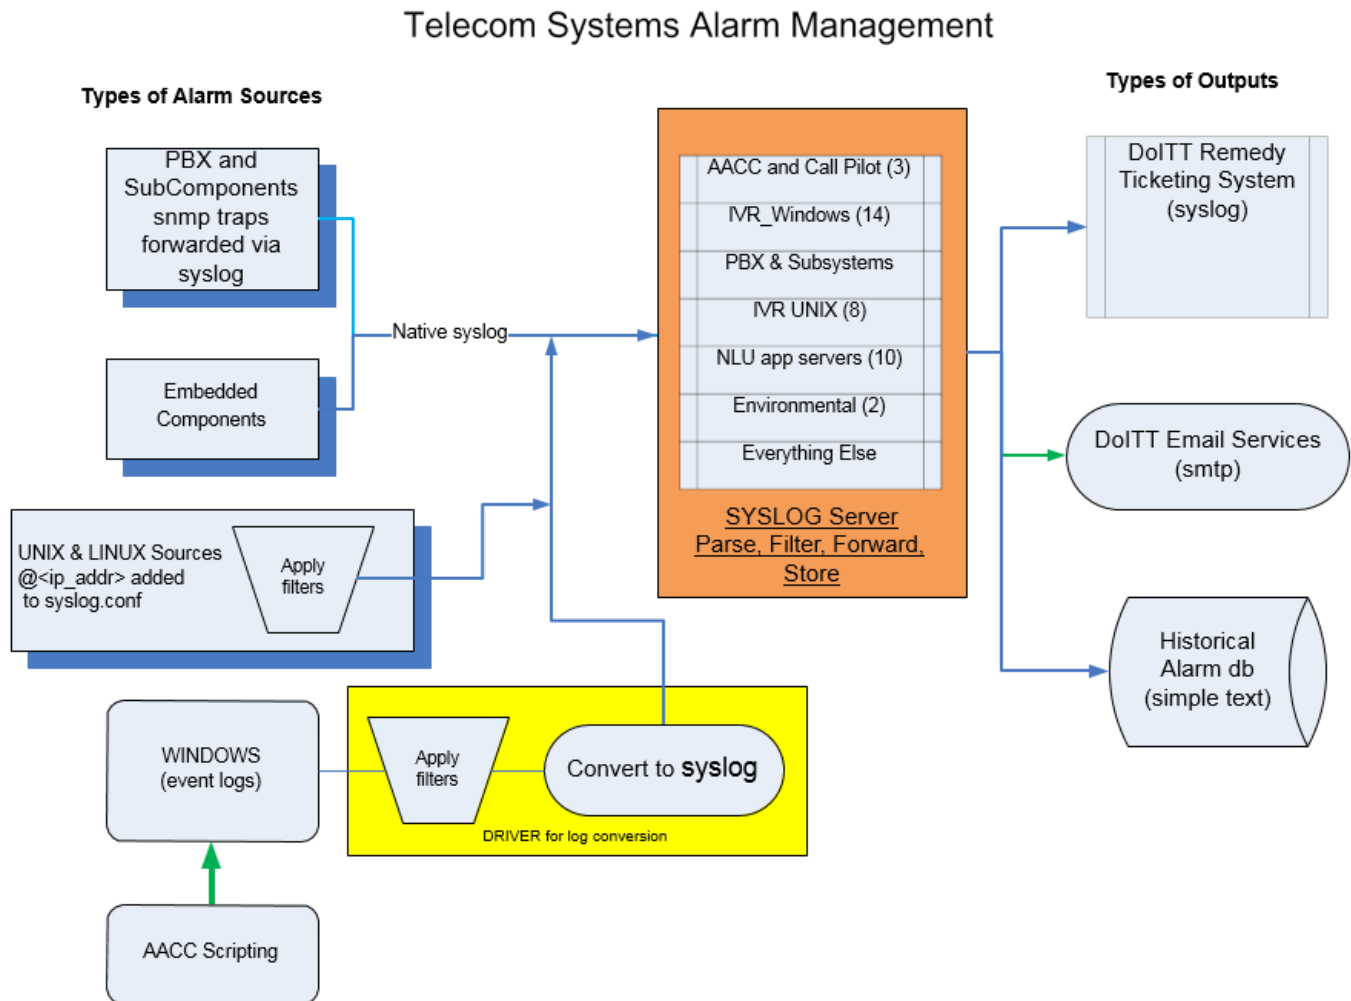 Telecom Systems Alarm Management
Types of Alarm Sources
PBX and
SubComponents
snmp traps
forwarded via
syslog
Embedded
Components
Native syslog
UNIX & LINUX Sources
@<ip_addr> added
to syslog.conf
Apply
filters
WINDOWS
(event logs)
Apply
filters
Convert to syslog
DRIVER for log conversion
AACC Scripting
AACC and Call Pilot (3)
IVR_Windows (14)
PBX & Subsystems
IVR UNIX (8)
NLU app servers (10)
Environmental (2)
Everything Else
SYSLOG Server
Parse, Filter, Forward,
Store
Types of Outputs
DoITT Remedy
Ticketing System
(syslog)
DoITT Email Services
(smtp)
Historical
Alarm db
(simple text)